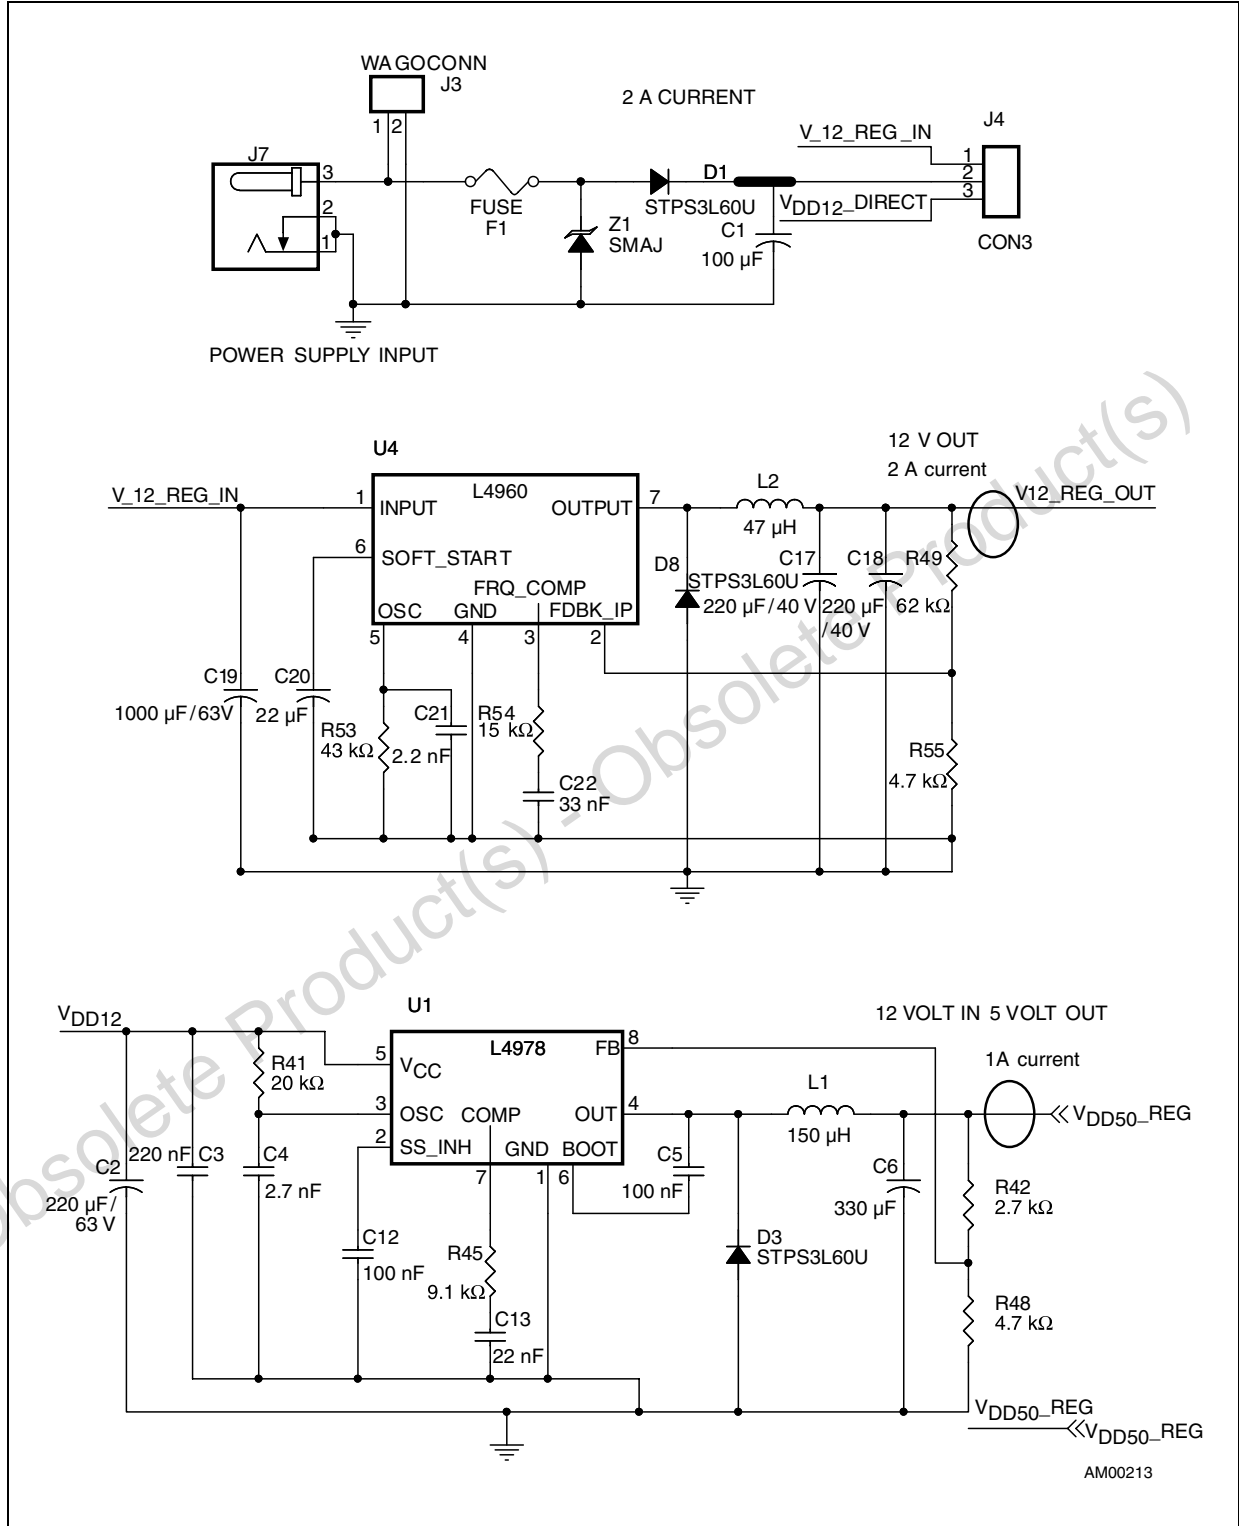 WAGOCONN
J3
2 A CURRENT
1 2
J7
3
2
1
FUSE
F1
Z1
SMAJ
D1
STPS3L60U
C1
100 µF
V_12_REG_IN
VDD12_DIRECT
J4
1
2
3
CON3
POWER SUPPLY INPUT
U4
L4960
V_12_REG_IN
1
INPUT
OUTPUT
7
6
SOFT_START
FRQ_COMP
OSC
GND
FDBK_IP
5
4
3
2
L2
47 µH
12 V OUT
2 A current
V12_REG_OUT
D8
STPS3L60U
C17
220 µF/40 V
C18
220 µF
/40 V
R49
62 kΩ
C19
1000 µF/63V
C20
22 µF
R53
43 kΩ
C21
2.2 nF
R54
15 kΩ
C22
33 nF
R55
4.7 kΩ
U1
L4978
12 VOLT IN 5 VOLT OUT
1A current
VDD12
5
VCC
FB
8
3
OSC
COMP
OUT
4
2
SS_INH
GND
BOOT
7
1
6
R41
20 kΩ
220 nF C3
C2
220 µF/
63 V
C4
2.7 nF
C12
100 nF
R45
9.1 kΩ
C13
22 nF
C5
100 nF
L1
150 µH
D3
STPS3L60U
C6
330 µF
R42
2.7 kΩ
R48
4.7 kΩ
VDD50_REG
VDD50_REG
VDD50_REG
AM00213
Obsolete Product(s) - Obsolete Product(s)